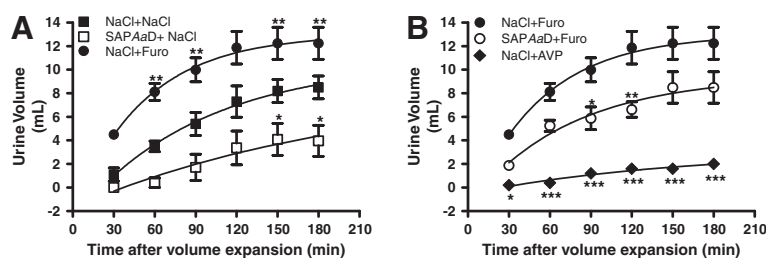 A
NaCl+NaCl
SAPAaD+ NaCl
NaCl+Furo
Urine Volume
(mL)
14
12
10
8
6
4
2
0
-2
** ** ** **
* *
0 30 60 90 120 150 180 210
Time after volume expansion (min)
B
NaCl+Furo
SAPAaD+Furo
NaCl+AVP
Urine Volume
(mL)
14
12
10
8
6
4
2
0
-2
* **
* *** *** *** *** ***
0 30 60 90 120 150 180 210
Time after volume expansion (min)